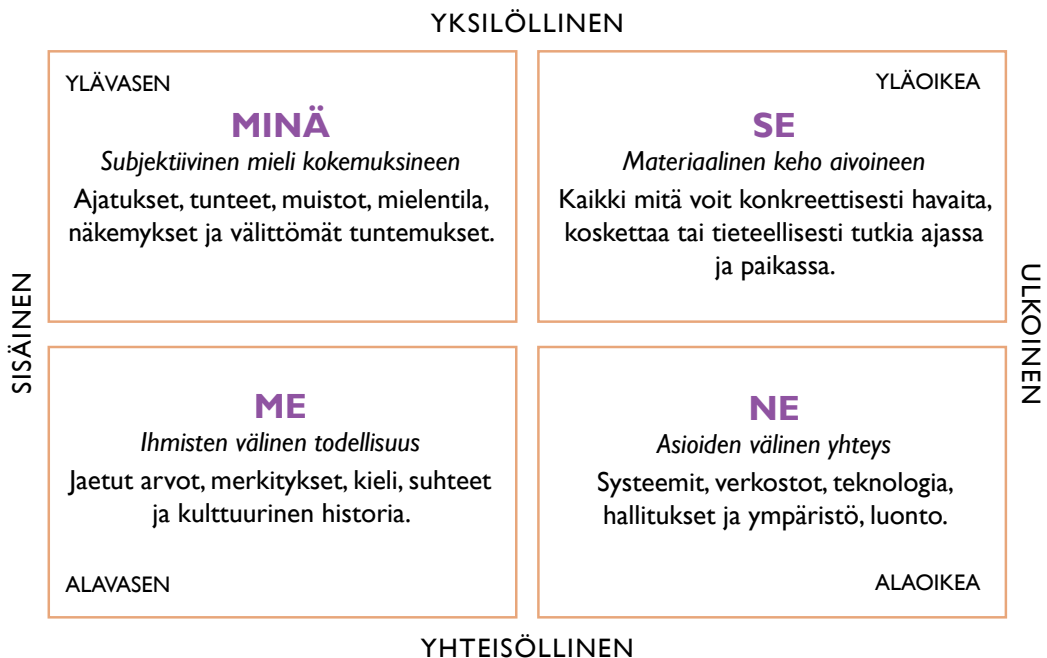 YKSILÖLLINEN
YLÄVASEN
MINÄ
Subjektiivinen mieli kokemuksineen
Ajatukset, tunteet, muistot, mielentila,
näkemykset ja välittömät tuntemukset.
YLÄOIKEA
SE
Materiaalinen keho aivoineen
Kaikki mitä voit konkreettisesti havaita,
koskettaa tai tieteellisesti tutkia ajassa
ja paikassa.
SISÄINEN
ULKOINEN
ME
Ihmisten välinen todellisuus
Jaetut arvot, merkitykset, kieli, suhteet
ja kulttuurinen historia.
ALAVASEN
NE
Asioiden välinen yhteys
Systeemit, verkostot, teknologia,
hallitukset ja ympäristö, luonto.
ALAOIKEA
YHTEISÖLLINEN